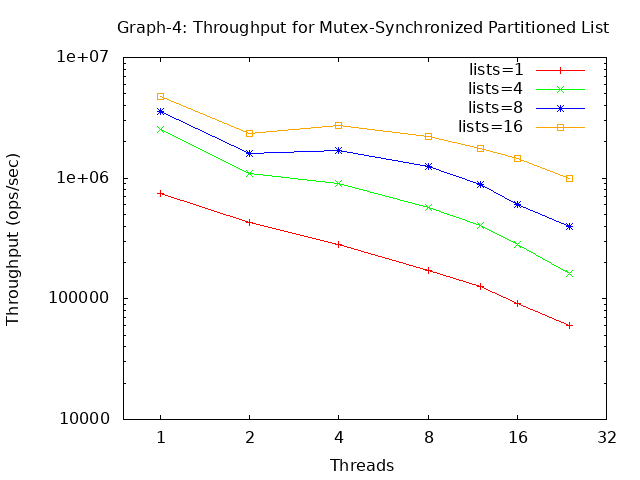 Graph-4: Throughput for Mutex-Synchronized Partitioned List
1e+07
lists=1
lists=4
lists=8
lists=16
1e+06
Throughput (ops/sec)
100000
10000
1 2 4 8 16 32
Threads